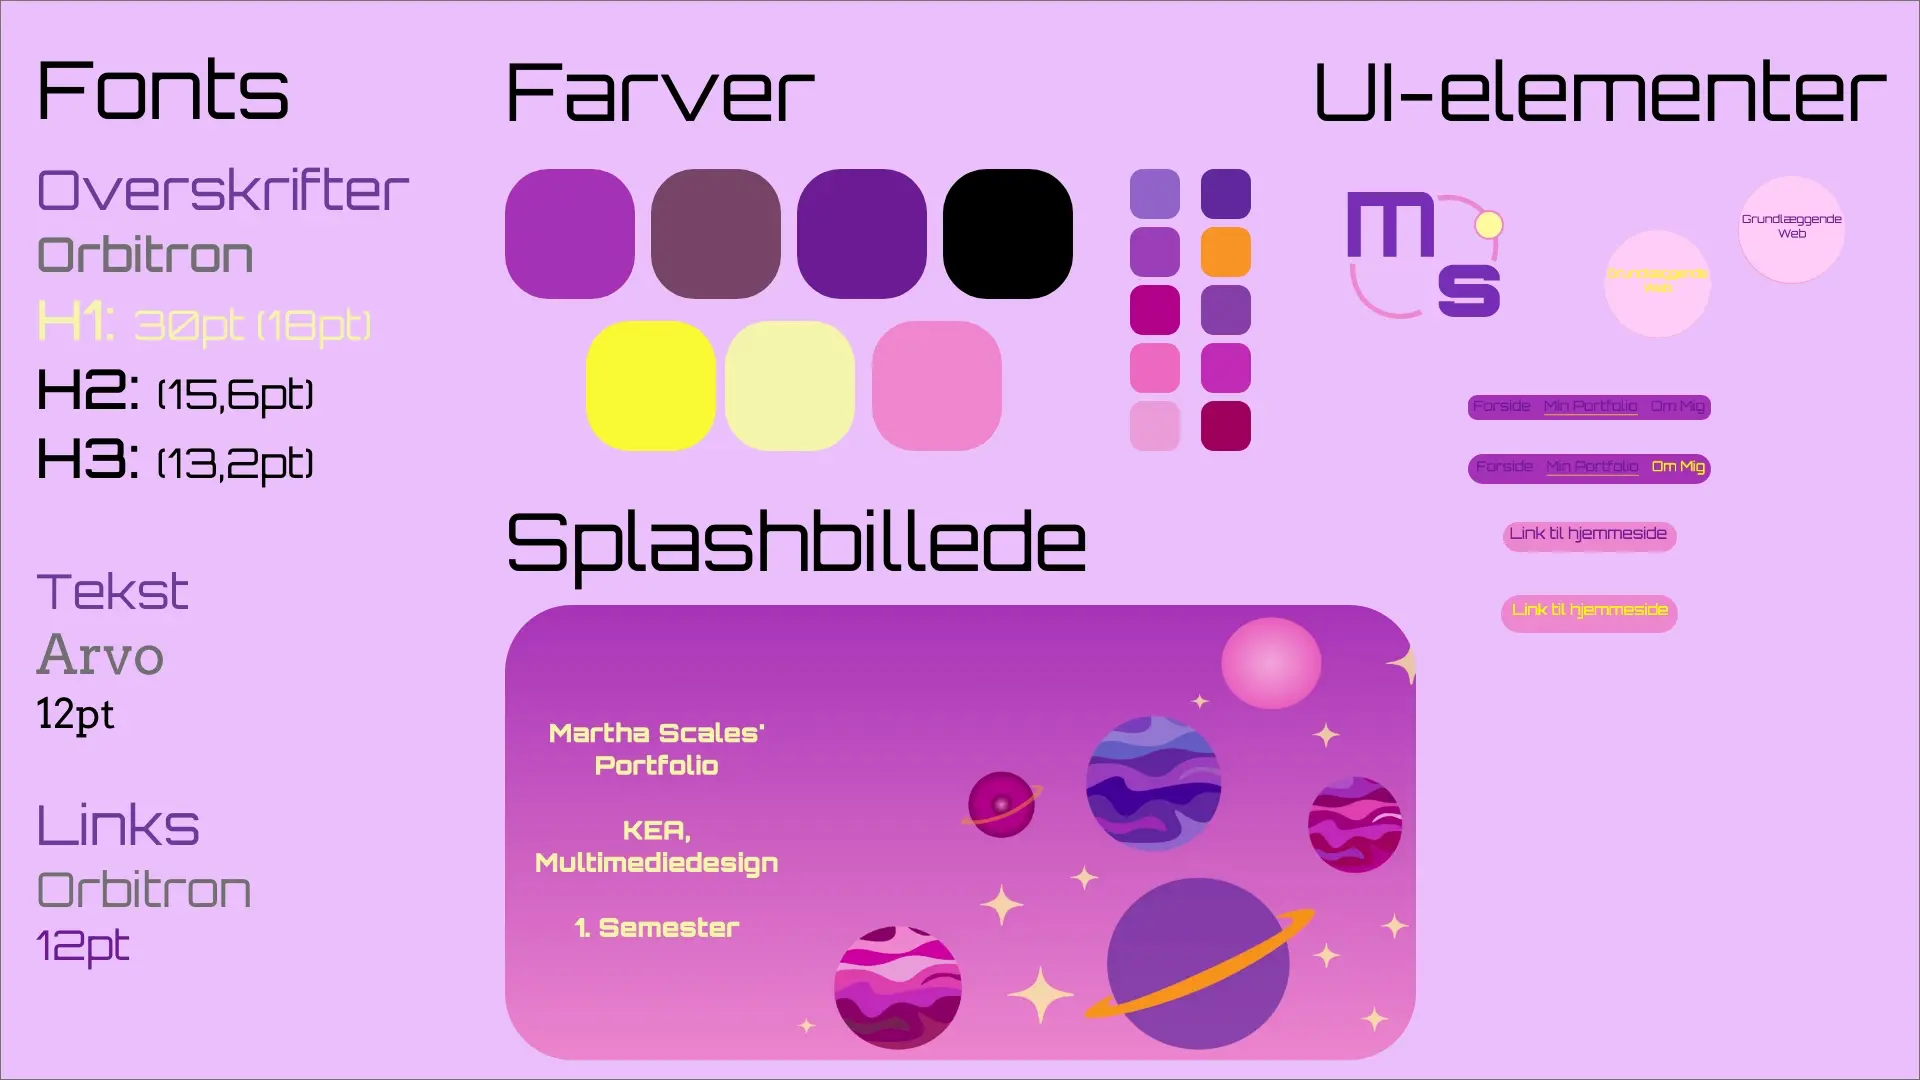 Fonts
Overskrifter
Orbitron
H1: 30pt (18pt)
H2: (15,6pt)
H3: (13,2pt)
Tekst
Arvo
12pt
Links
Orbitron
12pt
Farver
Splashbillede
Martha Scales'
Portfolio
KEA,
Multimediedesign
1. Semester
UI-elementer
ms
Grundlæggende
Web
Grundlæggende
Web
Forside Min Portfolio Om Mig
Forside Min Portfolio Om Mig
Link til hjemmeside
Link til hjemmeside